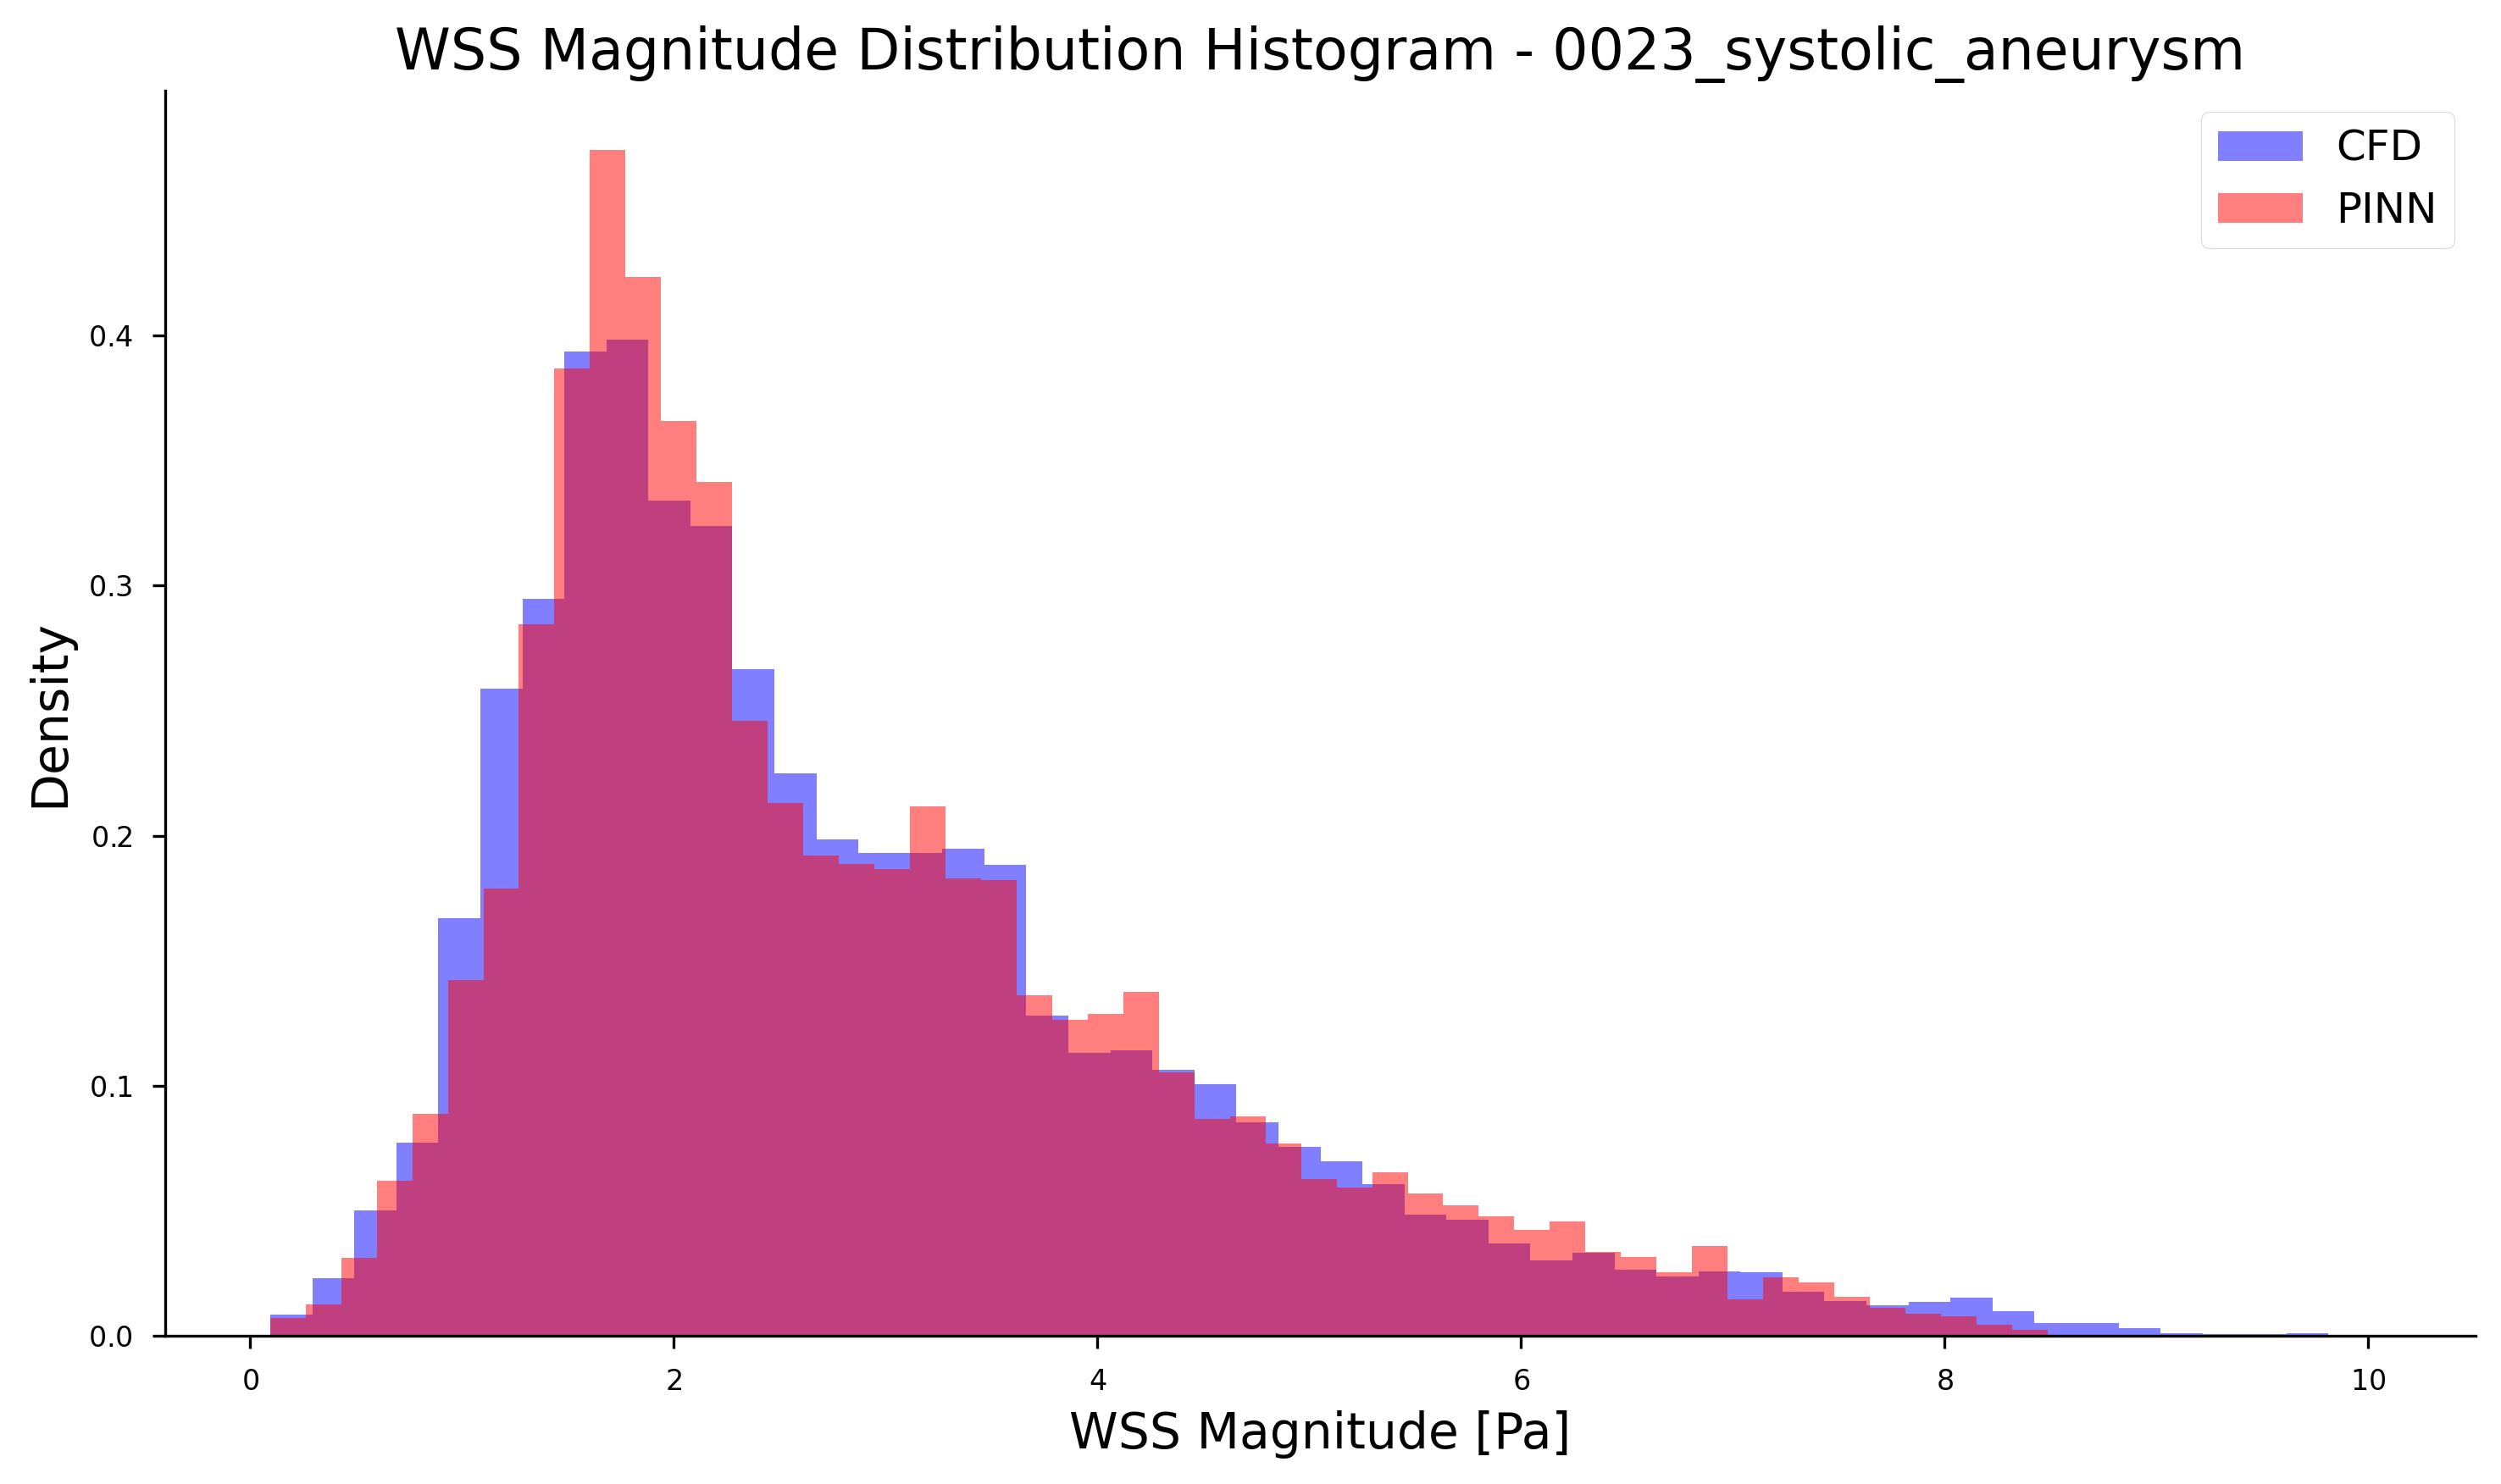 WSS Magnitude Distribution Histogram - 0023_systolic_aneurysm
CFD
PINN
Density
0.4
0.3
0.2
0.1
0.0
0 2 4 6 8 10
WSS Magnitude [Pa]